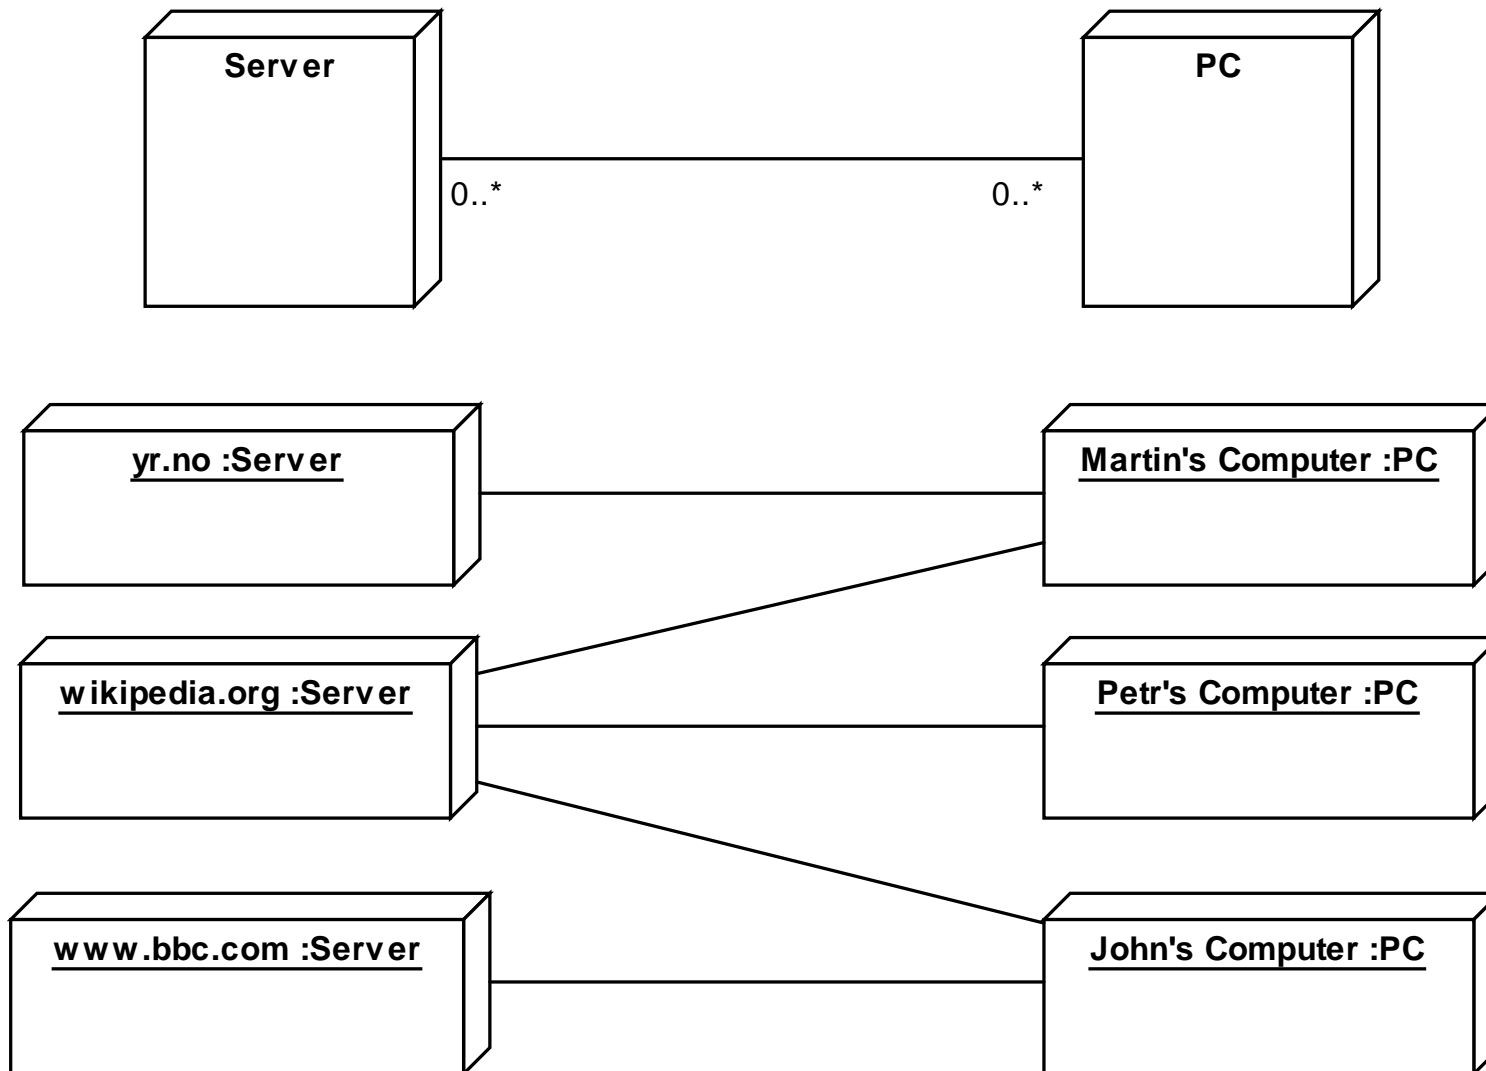 Server
PC
0..*
0..*
yr.no :Server
Martin's Computer :PC
wikipedia.org :Server
Petr's Computer :PC
www.bbc.com :Server
John's Computer :PC